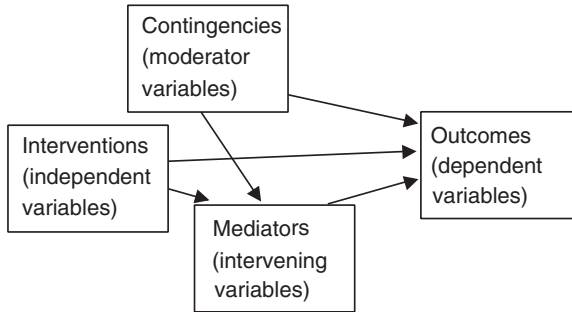 Contingencies
(moderator
variables)
Interventions
(independent
variables)
Outcomes
(dependent
variables)
Mediators
(intervening
variables)